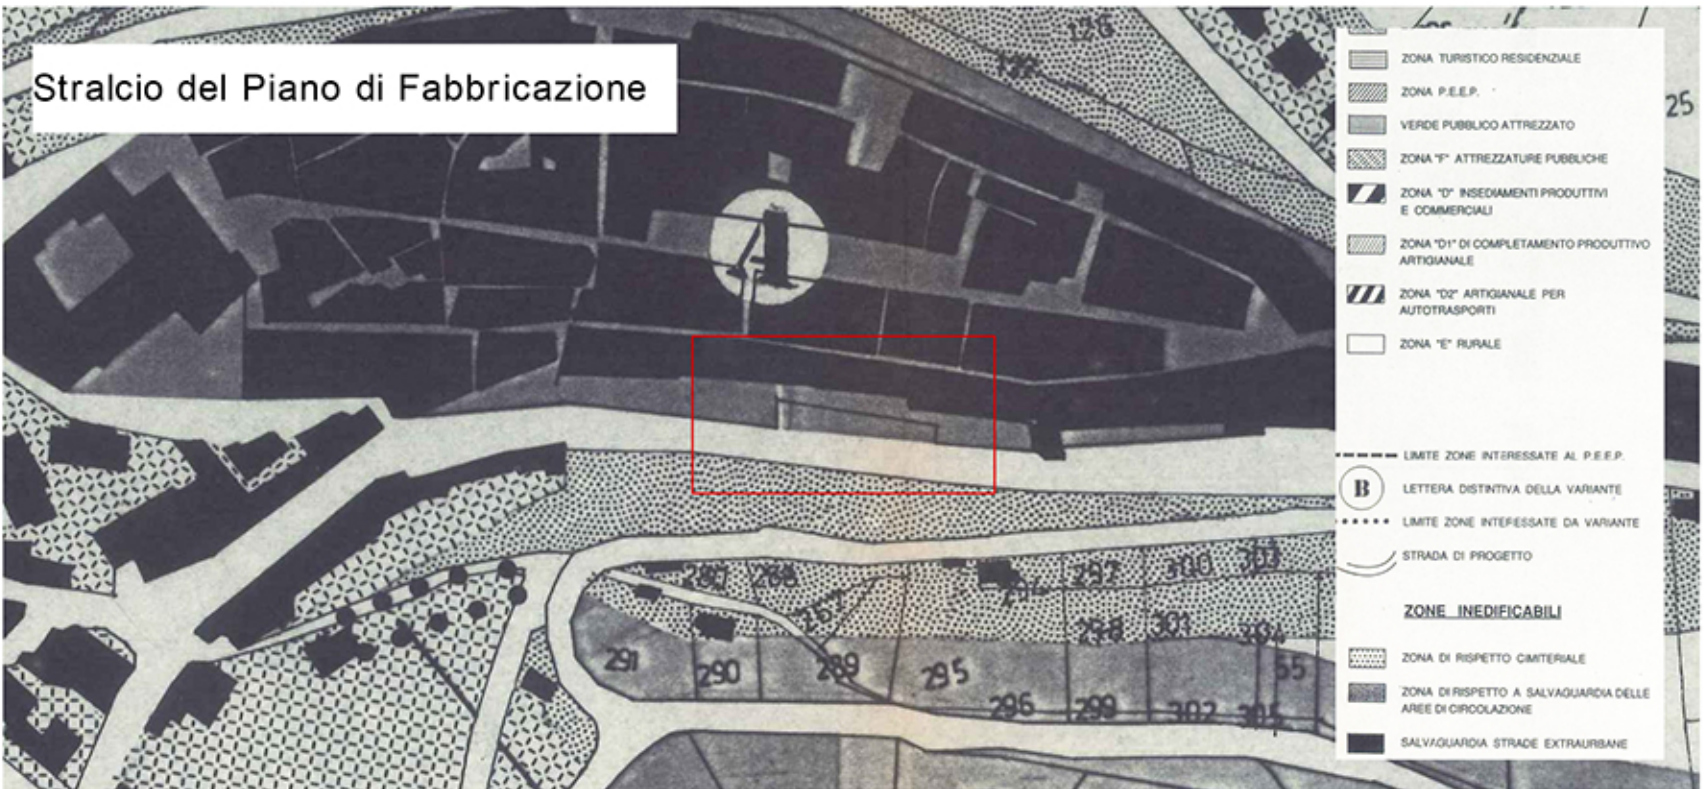 Stralcio del Piano di Fabbricazione
126
25
ZONA TURISTICO RESIDENZIALE
ZONA P.E.E.P.
VERDE PUBBLICO ATTREZZATO
ZONA "F" ATTREZZATURE PUBBLICHE
ZONA "D" INSEDIAMENTI PRODUTTIVI
E COMMERCIALI
ZONA "D1" DI COMPLETAMENTO PRODUTTIVO
ARTIGIANALE
ZONA "D2" ARTIGIANALE PER
AUTOTRASPORTI
ZONA "E" RURALE
LIMITE ZONE INTERESSATE AL P.E.E.P.
B
LETTERA DISTINTIVA DELLA VARIANTE
LIMITE ZONE INTERESSATE DA VARIANTE
STRADA DI PROGETTO
ZONE INEDIFICABILI
ZONA DI RISPETTO CIMITERIALE
ZONA DI RISPETTO A SALVAGUARDIA DELLE
AREE DI CIRCOLAZIONE
SALVAGUARDIA STRADE EXTRAURBANE
1
287 288 294 297 300 303
267
298 301 304
291 290 289 295 55
296 299 302 305